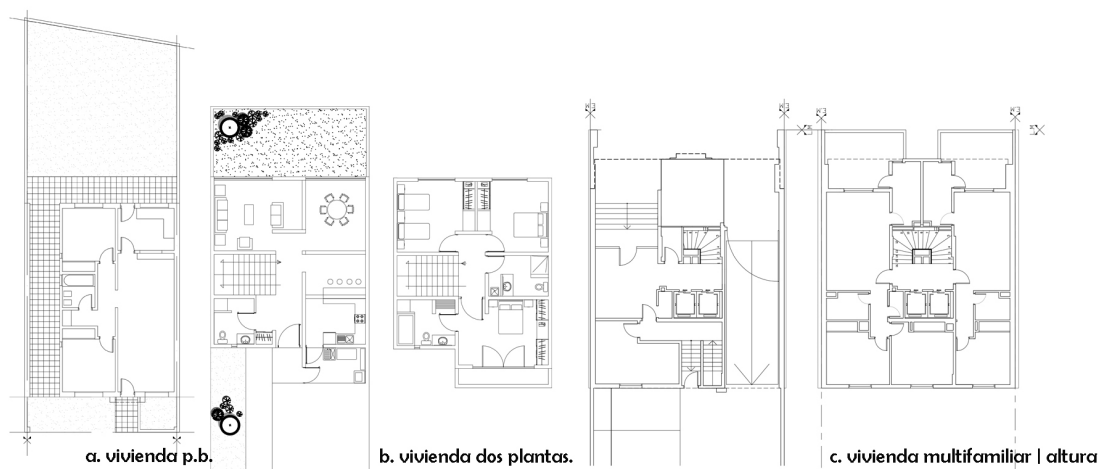 a. vivienda p.b.
b. vivienda dos plantas.
c. vivienda multifamiliar | altura